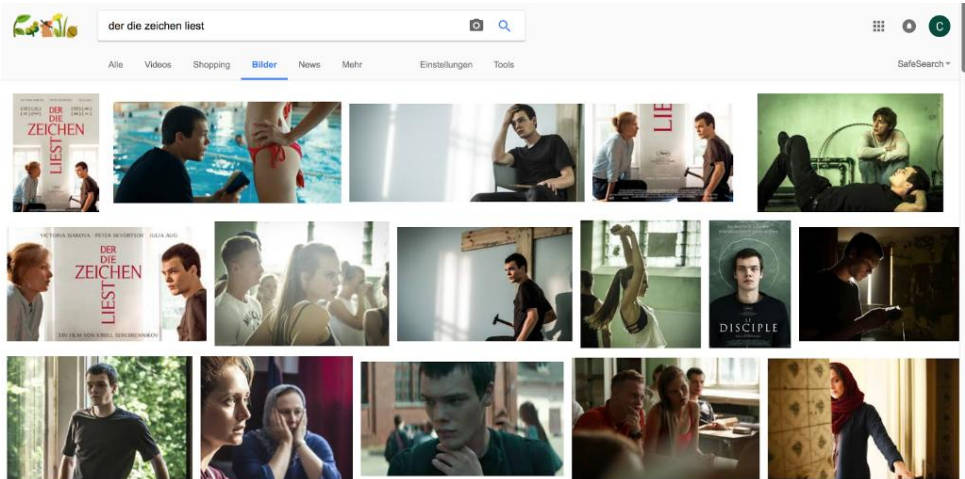 der die zeichen liest
C
Alle Videos Shopping Bilder News Mehr Einstellungen Tools
SafeSearch
DER
DIE
ZEICHEN
LIEST
LIEST
VICTORIA ISAKOVA PETER SKVORTSOV JULIA AUG
DER
DIE
ZEICHEN
LIEST
EIN FILM VON KIRILL SEREBRENNIKOV
LE
DISCIPLE